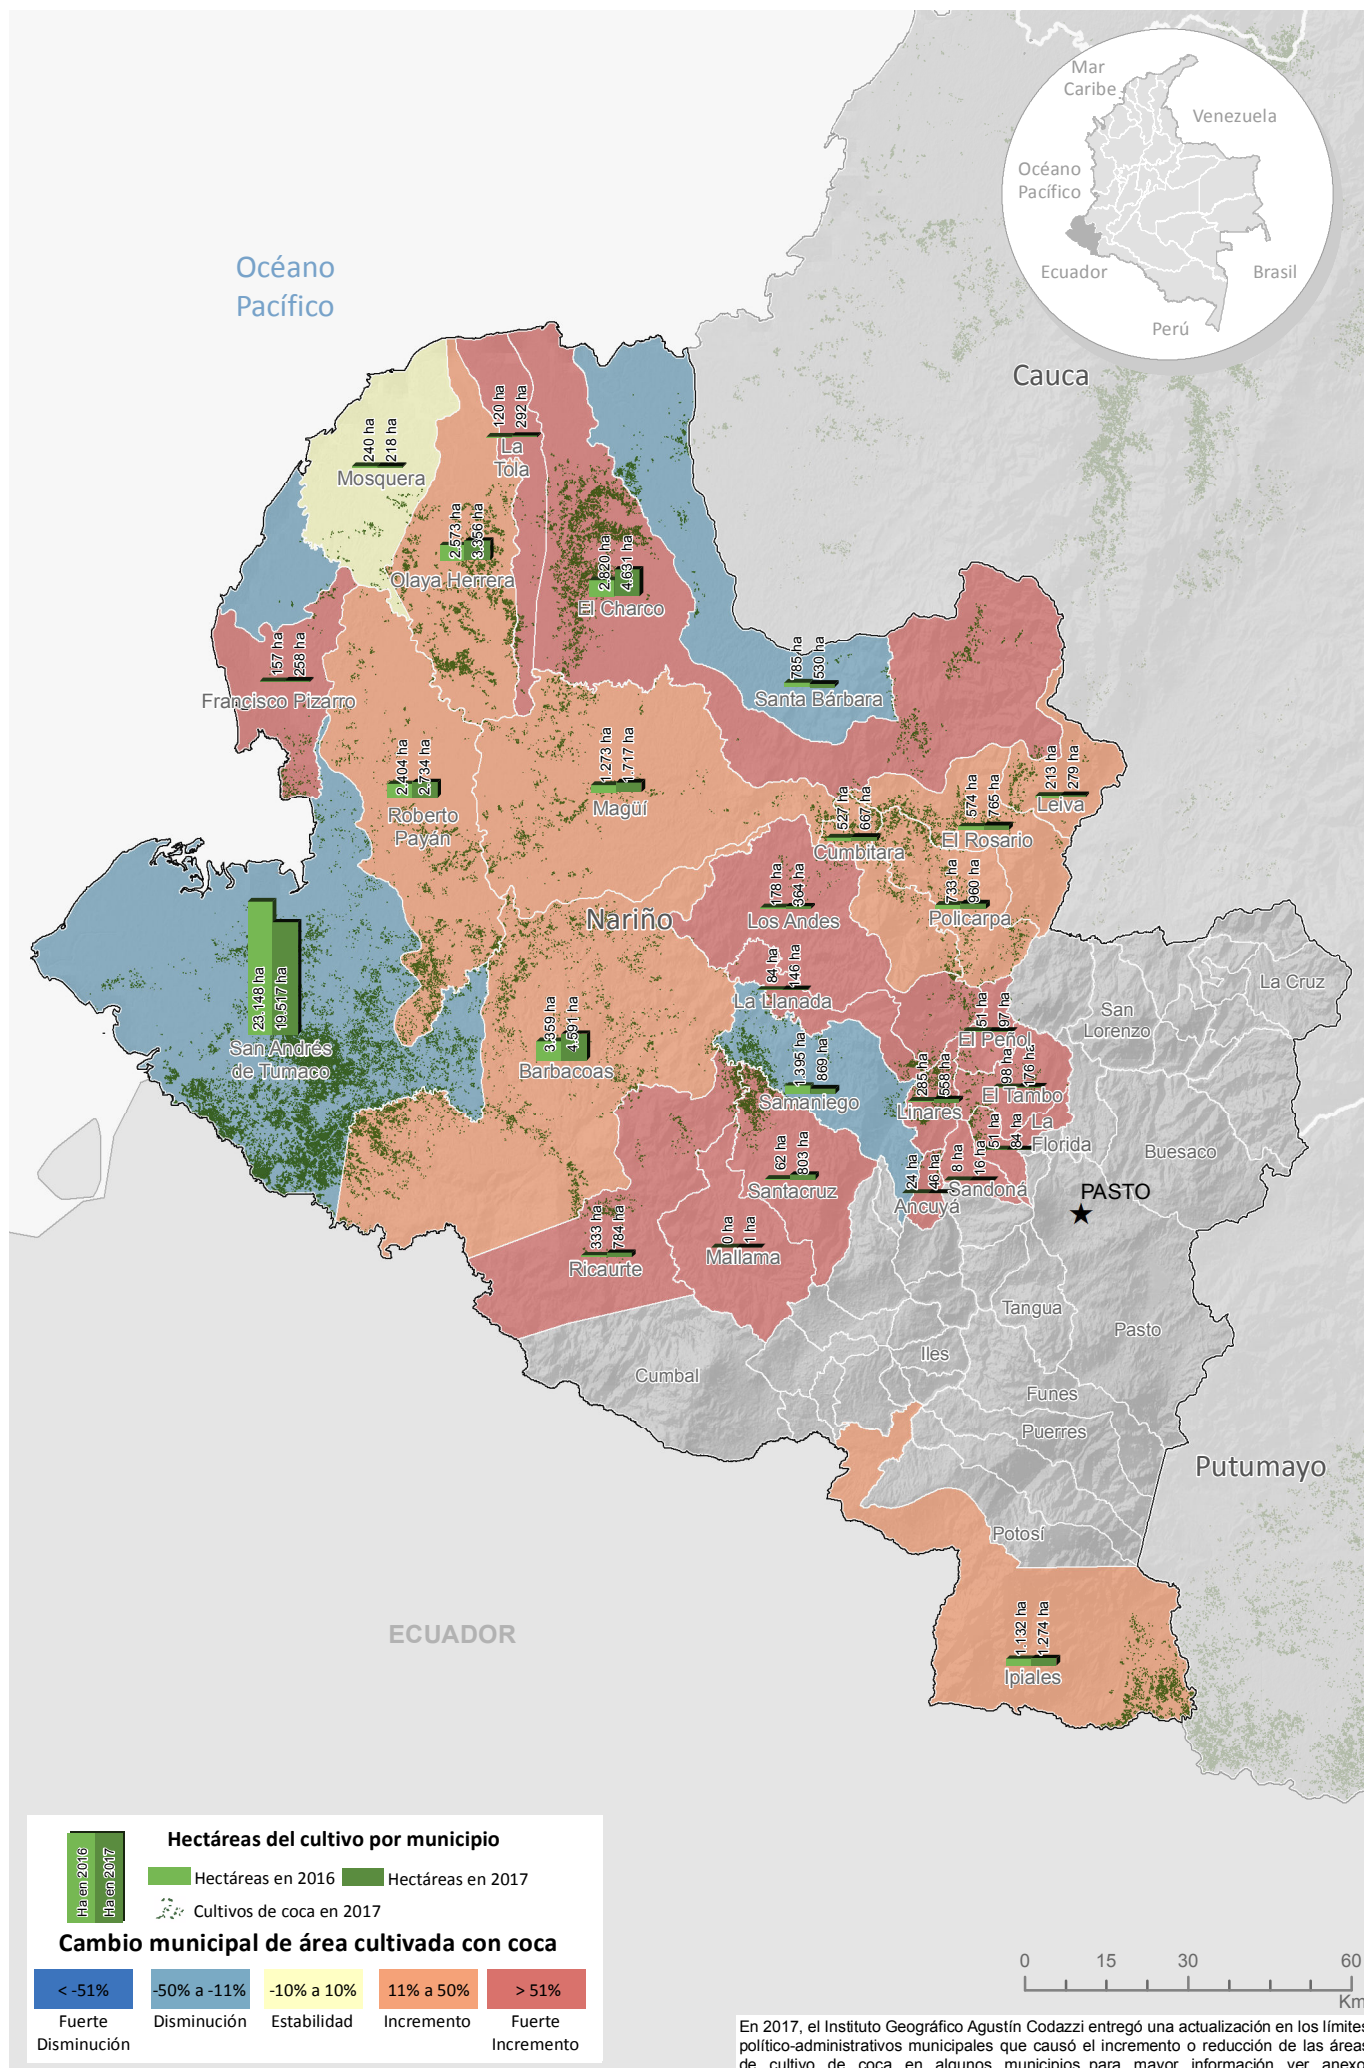 Mar
Caribe
Venezuela
Océano
Pacífico
Ecuador
Brasil
Perú
Océano
Pacífico
Cauca
120 ha
292 ha
La
Tola
240 ha
218 ha
Mosquera
2.573 ha
3.356 ha
Olaya Herrera
2.820 ha
4.631 ha
El Charco
157 ha
258 ha
Francisco Pizarro
785 ha
530 ha
Santa Bárbara
2.404 ha
2.734 ha
Roberto
Payán
1.273 ha
1.717 ha
Magüí
213 ha
279 ha
Leiva
574 ha
765 ha
El Rosario
527 ha
667 ha
Cumbitara
178 ha
364 ha
Los Andes
733 ha
960 ha
Policarpa
Nariño
23.148 ha
19.517 ha
San Andrés
de Tumaco
84 ha
146 ha
La Llanada
La Cruz
San
Lorenzo
51 ha
97 ha
El Peñol
3.359 ha
4.591 ha
Barbacoas
1.395 ha
869 ha
Samaniego
285 ha
558 ha
Linares
98 ha
176 ha
El Tambo
51 ha
84 ha
La
Florida
Buesaco
62 ha
803 ha
Santacruz
24 ha
46 ha
Ancuyá
8 ha
16 ha
Sandoná
PASTO
333 ha
784 ha
Ricaurte
0 ha
1 ha
Mallama
Tangua
Pasto
Iles
Cumbal
Funes
Puerres
Putumayo
Potosí
ECUADOR
1.132 ha
1.274 ha
Ipiales
Hectáreas del cultivo por municipio
Ha en 2016
Ha en 2017
Hectáreas en 2016
Hectáreas en 2017
Cultivos de coca en 2017
Cambio municipal de área cultivada con coca
< -51%
-50% a -11%
-10% a 10%
11% a 50%
> 51%
Fuerte
Disminución
Disminución
Estabilidad
Incremento
Fuerte
Incremento
0 15 30 60
Km
En 2017, el Instituto Geográfico Agustín Codazzi entregó una actualización en los límites
político-administrativos municipales que causó el incremento o reducción de las áreas
de cultivo de coca en algunos municipios para mayor información ver anexo